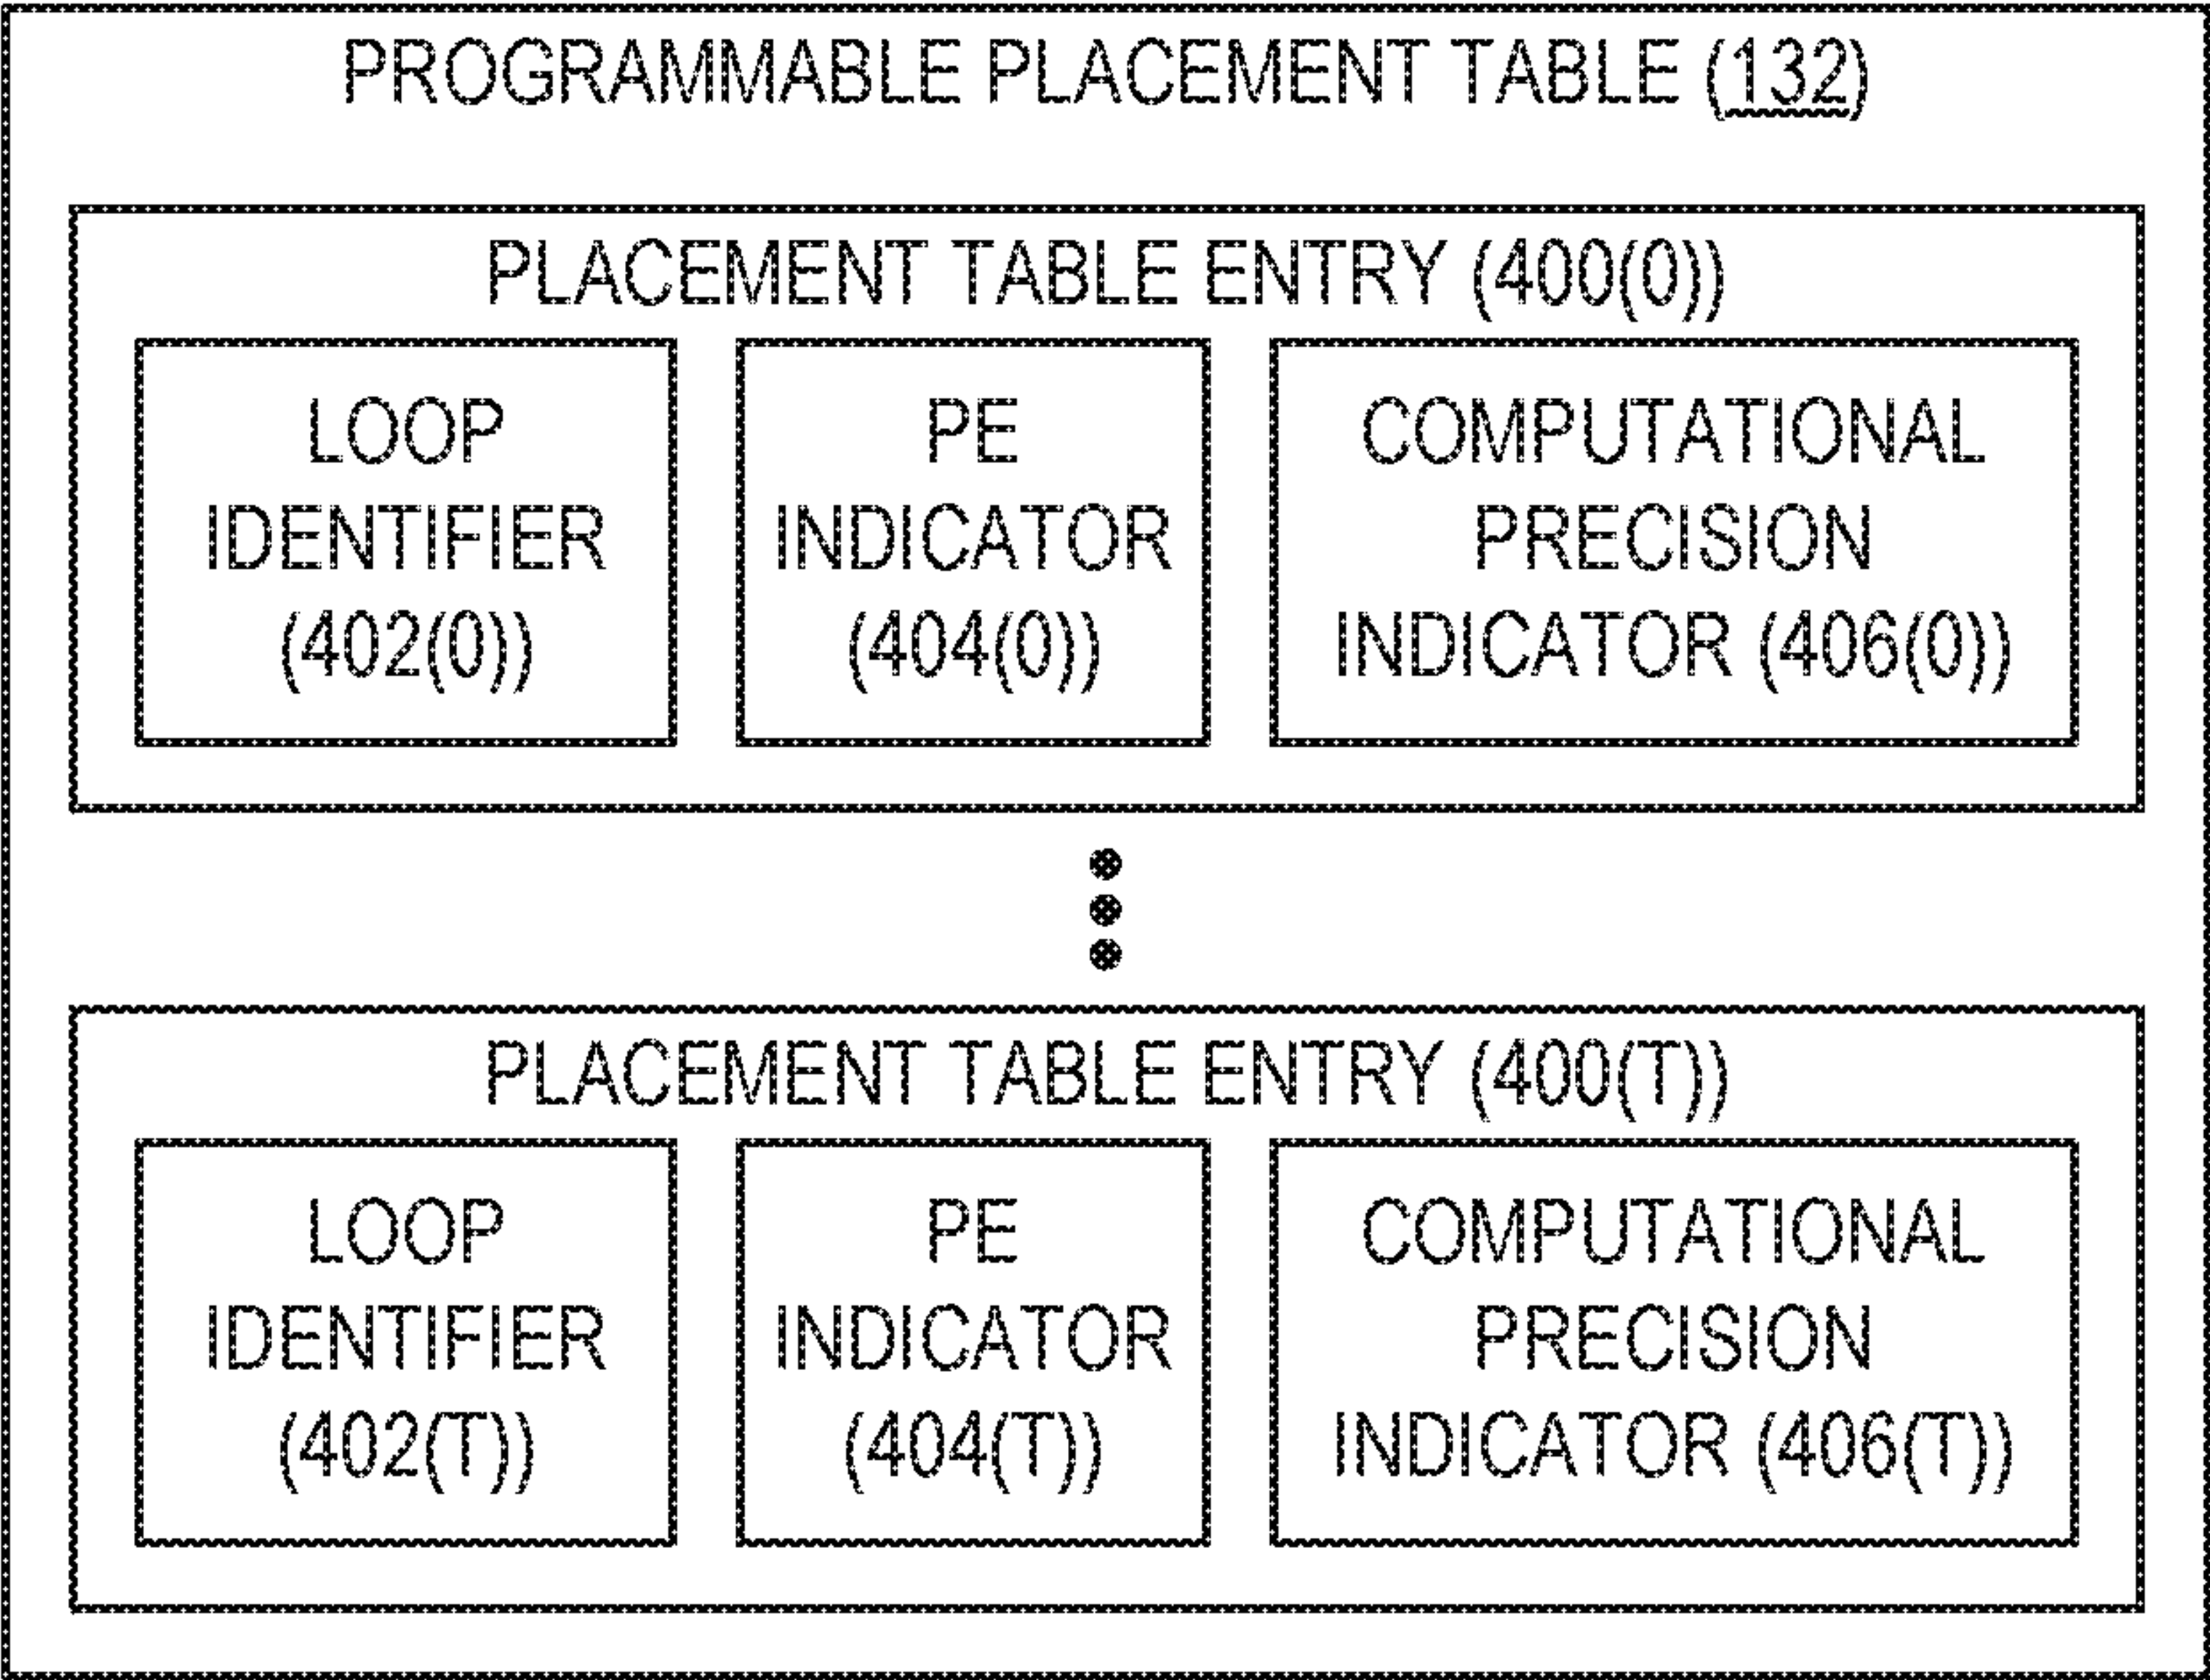 PROGRAMMABLE PLACEMENT TABLE (132)
PLACEMENT TABLE ENTRY (400(0))
LOOP
IDENTIFIER
(402(0))
PE
INDICATOR
(404(0))
COMPUTATIONAL
PRECISION
INDICATOR (406(0))
PLACEMENT TABLE ENTRY (400(T))
LOOP
IDENTIFIER
(402(T))
PE
INDICATOR
(404(T))
COMPUTATIONAL
PRECISION
INDICATOR (406(T))